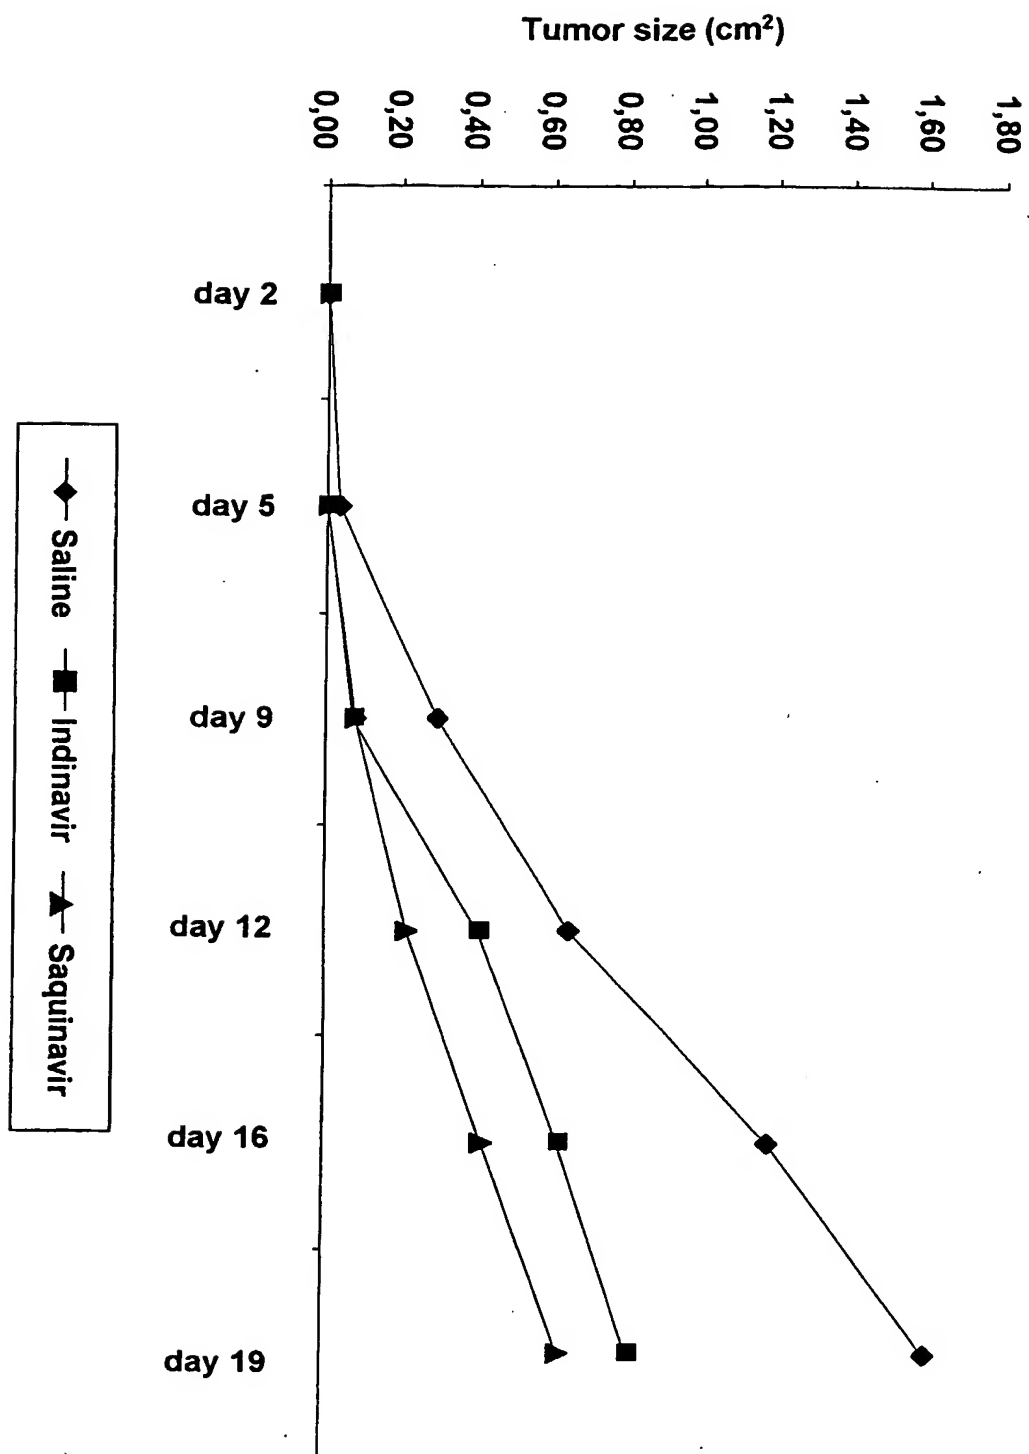 Tumor size (cm²)
0,00
0,20
0,40
0,60
0,80
1,00
1,20
1,40
1,60
1,80
day 2
day 5
day 9
day 12
day 16
day 19
Saline Indinavir Saquinavir